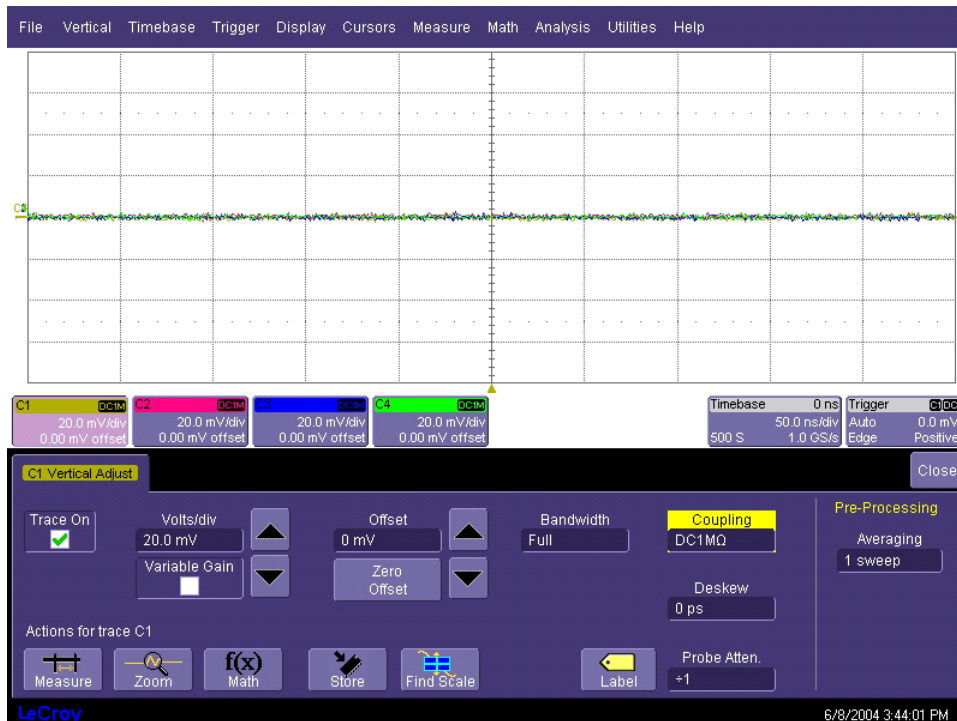 File Vertical Timebase Trigger Display Cursors Measure Math Analysis Utilities Help
C1 DC1M
20.0 mV/div
0.00 mV offset
C2 DC1M
20.0 mV/div
0.00 mV offset
C3 DC1M
20.0 mV/div
0.00 mV offset
C4 DC1M
20.0 mV/div
0.00 mV offset
Timebase 0 ns
50.0 ns/div
500 S 1.0 GS/s
Trigger C1 DC
Auto 0.0 mV
Edge Positive
C1 Vertical Adjust
Close
Trace On
Volts/div
20.0 mV
Variable Gain
Offset
0 mV
Zero
Offset
Bandwidth
Full
Coupling
DC1MΩ
Deskew
0 ps
Probe Atten.
÷1
Pre-Processing
Averaging
1 sweep
Actions for trace C1
Measure
Zoom
f(x)
Math
Store
Find Scale
Label
LeCroy
6/8/2004 3:44:01 PM